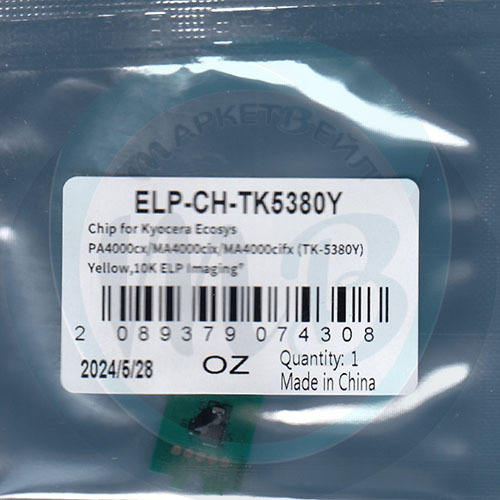 МАРКЕТВЕЙЛ
ELP-CH-TK5380Y
Chip for Kyocera Ecosys
PA4000cx/MA4000cix/MA4000cifx (TK-5380Y)
Yellow,10K ELP Imaging"
2 089379 074308
2024/5/28
OZ
Quantity: 1
Made in China